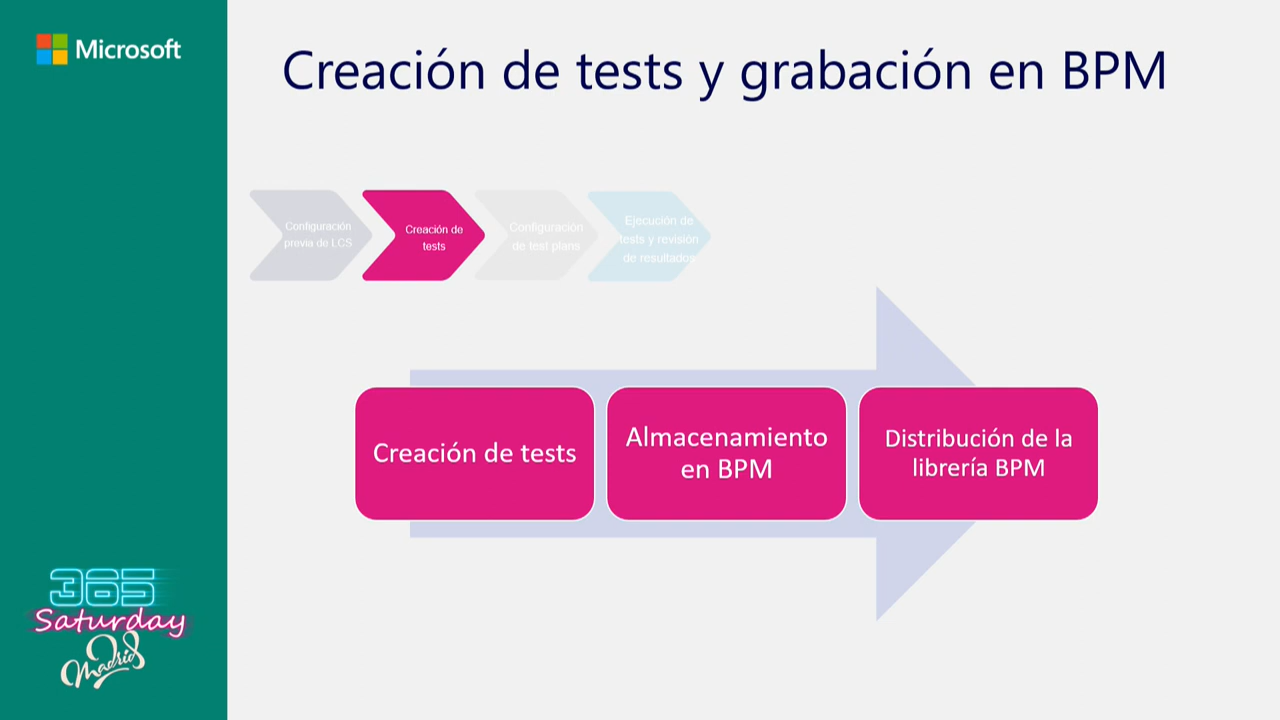 Microsoft
Creación de tests y grabación en BPM
Configuración
previa de LCS
Creación de
tests
Configuración
de test plans
Ejecución de
tests y revisión
de resultados
Creación de tests
Almacenamiento
en BPM
Distribución de la
librería BPM
365
Saturday
Madrid